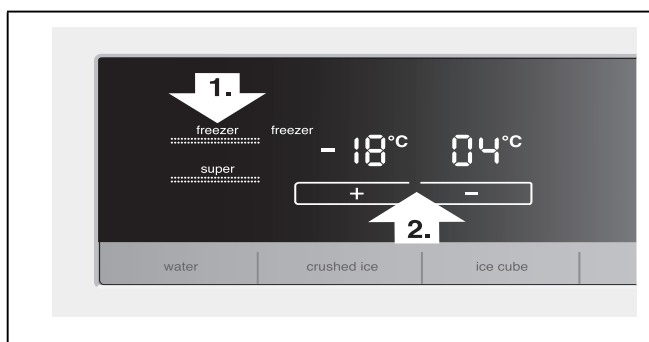 1.
freezer freezer
-18°C 04°C
super
+ -
2.
water crushed ice ice cube